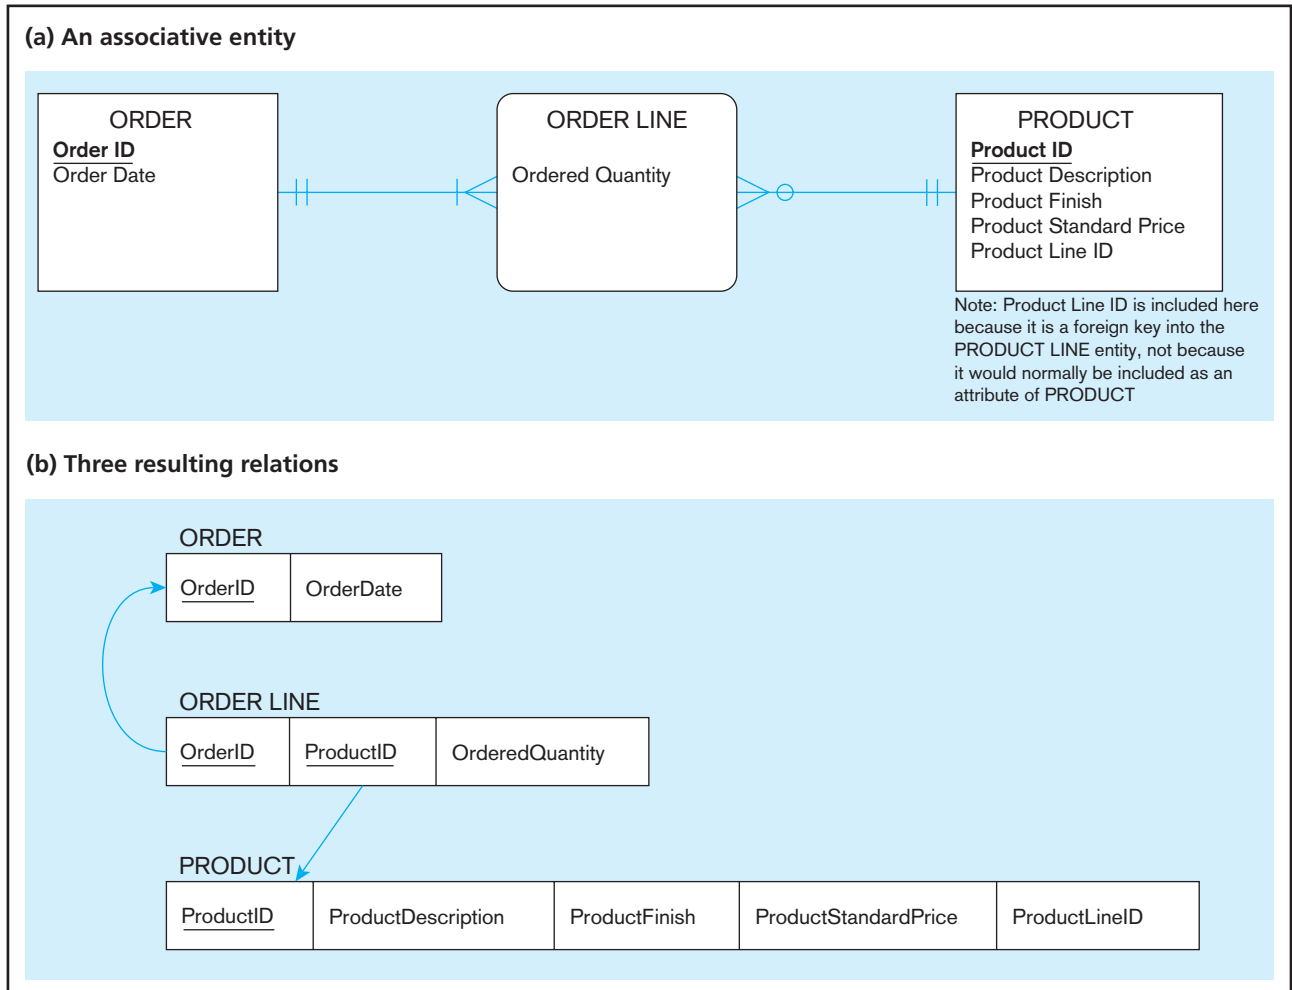 (a) An associative entity
ORDER
Order ID
Order Date
ORDER LINE
Ordered Quantity
PRODUCT
Product ID
Product Description
Product Finish
Product Standard Price
Product Line ID
Note: Product Line ID is included here
because it is a foreign key into the
PRODUCT LINE entity, not because
it would normally be included as an
attribute of PRODUCT
(b) Three resulting relations
ORDER
OrderID
OrderDate
ORDER LINE
OrderID
ProductID
OrderedQuantity
PRODUCT
ProductID
ProductDescription
ProductFinish
ProductStandardPrice
ProductLineID